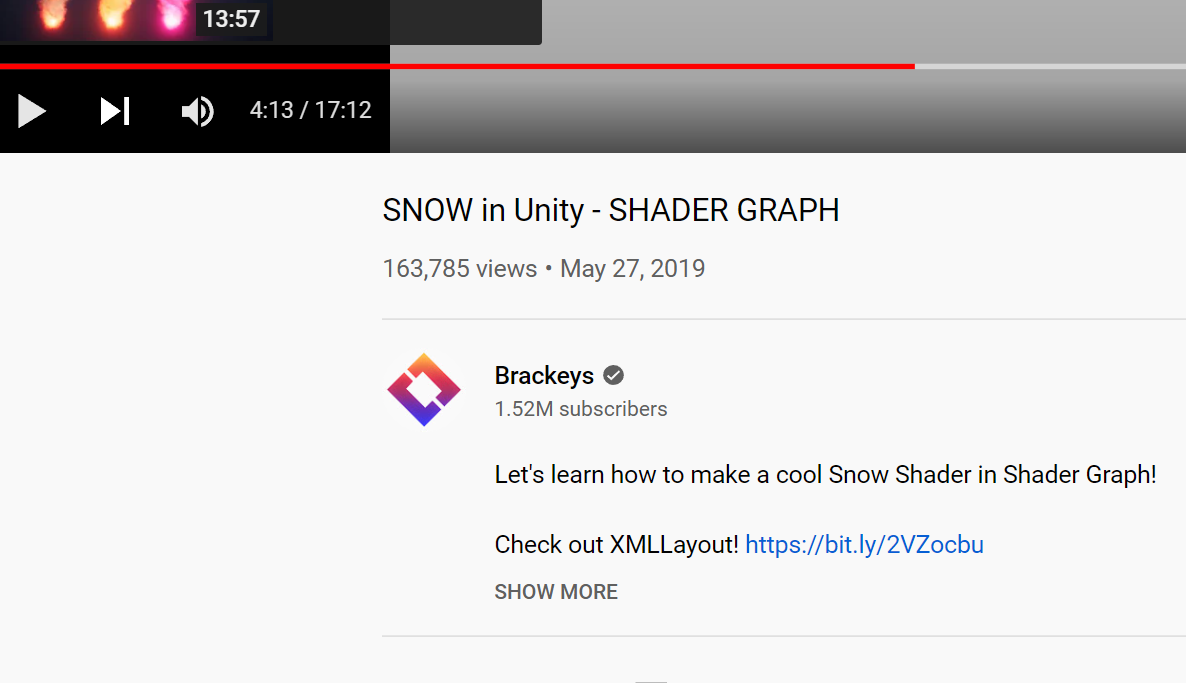 13:57
4:13 / 17:12
SNOW in Unity - SHADER GRAPH
163,785 views • May 27, 2019
Brackeys
1.52M subscribers
Let's learn how to make a cool Snow Shader in Shader Graph!
Check out XMLLayout! https://bit.ly/2VZocbu
SHOW MORE